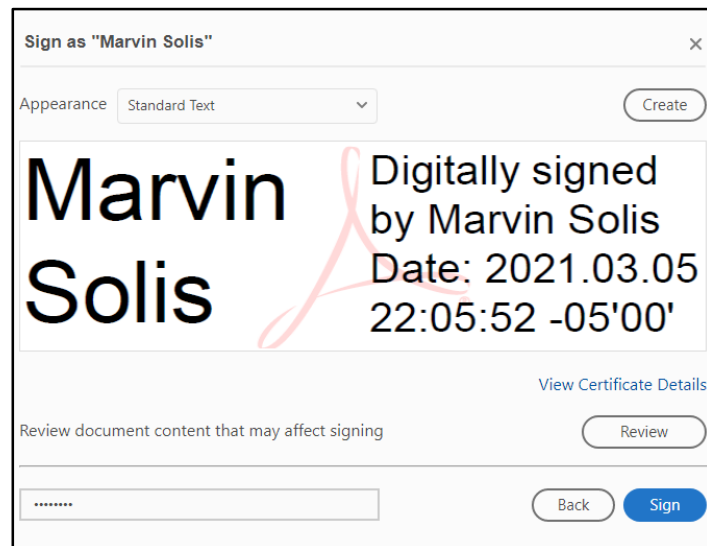 Sign as "Marvin Solis"
Appearance Standard Text Create
Marvin
Solis
Digitally signed
by Marvin Solis
Date: 2021.03.05
22:05:52 -05'00'
View Certificate Details
Review document content that may affect signing Review
•••••••• Back Sign